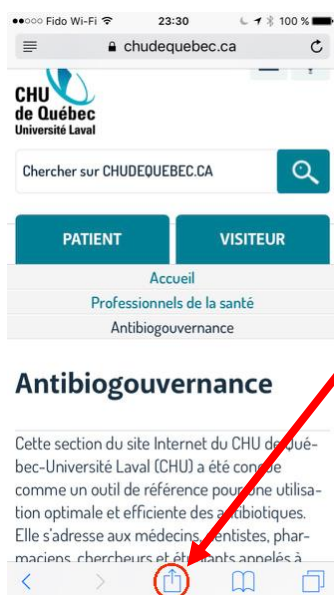 Fido Wi-Fi 23:30 100 %
chudequebec.ca
CHU
de Québec
Université Laval
Chercher sur CHUDEQUEBEC.CA
PATIENT VISITEUR
Accueil
Professionnels de la santé
Antibiogouvernance
Antibiogouvernance
Cette section du site Internet du CHU de Qué-
bec-Université Laval (CHU) a été conçue
comme un outil de référence pour une utilisa-
tion optimale et efficiente des antibiotiques.
Elle s'adresse aux médecins, dentistes, phar-
maciens, chercheurs et étudiants appelés à